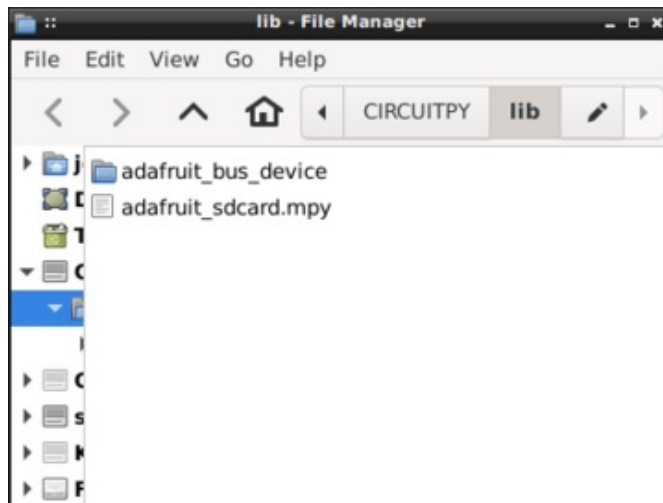 lib - File Manager
File Edit View Go Help
CIRCUITPY lib
adafruit_bus_device
adafruit_sdcard.mpy